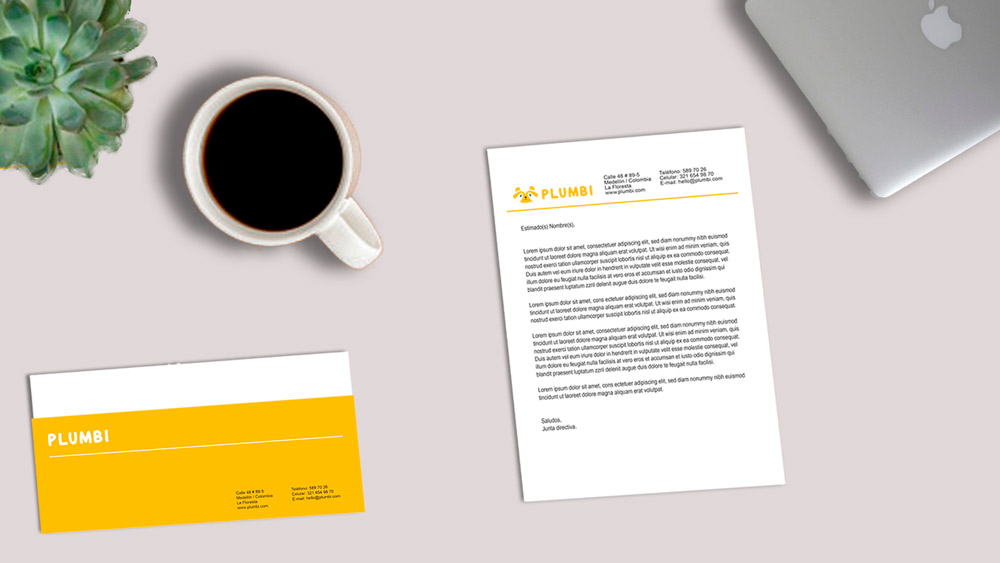 PLUMBI
Calle 48 # 89-5
Medellín / Colombia
La Floresta
www.plumbi.com
Teléfono: 589 70 26
Celular: 321 654 98 70
E-mail: hello@plumbi.com
Estimado(s) Nombre(s),
Lorem ipsum dolor sit amet, consectetuer adipiscing elit, sed diam nonummy nibh euismod
tincidunt ut laoreet dolore magna aliquam erat volutpat. Ut wisi enim ad minim veniam, quis
nostrud exerci tation ullamcorper suscipit lobortis nisl ut aliquip ex ea commodo consequat.
Duis autem vel eum iriure dolor in hendrerit in vulputate velit esse molestie consequat, vel
illum dolore eu feugiat nulla facilisis at vero eros et accumsan et iusto odio dignissim qui
blandit praesent luptatum zzril delenit augue duis dolore te feugait nulla facilisi.
Lorem ipsum dolor sit amet, cons ectetuer adipiscing elit, sed diam nonummy nibh euismod
tincidunt ut laoreet dolore magna aliquam erat volutpat. Ut wisi enim ad minim veniam, quis
nostrud exerci tation ullamcorper suscipit lobortis nisl ut aliquip ex ea commodo consequat.
Lorem ipsum dolor sit amet, cons ectetuer adipiscing elit, sed diam nonummy nibh euismod
tincidunt ut laoreet dolore magna aliquam erat volutpat. Ut wisi enim ad minim veniam, quis
nostrud exerci tation ullamcorper suscipit lobortis nisl ut aliquip ex ea commodo consequat.
Duis autem vel eum iriure dolor in hendrerit in vulputate velit esse molestie consequat, vel
illum dolore eu feugiat nulla facilisis at vero eros et accumsan et iusto odio dignissim qui
blandit praesent luptatum zzril delenit augue duis dolore te feugait nulla facilisi.
Lorem ipsum dolor sit amet, cons ectetuer adipiscing elit, sed diam nonummy nibh euismod
tincidunt ut laoreet dolore magna aliquam erat volutpat.
Saludos,
Junta directiva.
PLUMBI
Calle 48 # 89-5
Medellín / Colombia
La Floresta
www.plumbi.com
Teléfono: 589 70 26
Celular: 321 654 98 70
E-mail: hello@plumbi.com